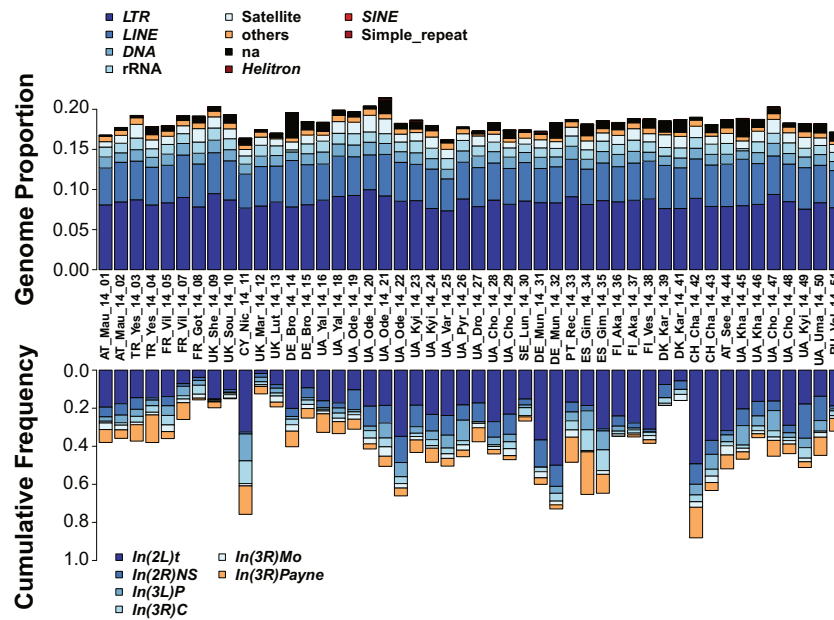 LTR
LINE
DNA
rRNA
Satellite
others
na
Helitron
SINE
Simple_repeat
Genome Proportion
0.20
0.15
0.10
0.05
0.00
AT_Mau_14_01
AT_Mau_14_02
TR_Yes_14_03
TR_Yes_14_04
FR_Vil_14_05
FR_Vil_14_07
FR_Got_14_08
UK_She_14_09
UK_Sou_14_10
CY_Nic_14_11
UK_Mar_14_12
UK_Lut_14_13
DE_Bro_14_14
DE_Bro_14_15
UA_Yal_14_16
UA_Yal_14_18
UA_Ode_14_19
UA_Ode_14_20
UA_Ode_14_21
UA_Ode_14_22
UA_Kyi_14_23
UA_Kyi_14_24
UA_Var_14_25
UA_Pyr_14_26
UA_Dro_14_27
UA_Cho_14_28
UA_Cho_14_29
SE_Lun_14_30
DE_Mun_14_31
DE_Mun_14_32
PT_Rec_14_33
ES_Gim_14_34
ES_Gim_14_35
FI_Aka_14_36
FI_Aka_14_37
FI_Ves_14_38
DK_Kar_14_39
DK_Kar_14_41
CH_Cha_14_42
CH_Cha_14_43
AT_See_14_44
UA_Kha_14_45
UA_Kha_14_46
UA_Cho_14_47
UA_Cho_14_48
UA_Kyi_14_49
UA_Uma_14_50
Cumulative Frequency
0.0
0.2
0.4
0.6
0.8
1.0
In(2L)t
In(2R)NS
In(3L)P
In(3R)C
In(3R)Mo
In(3R)Payne